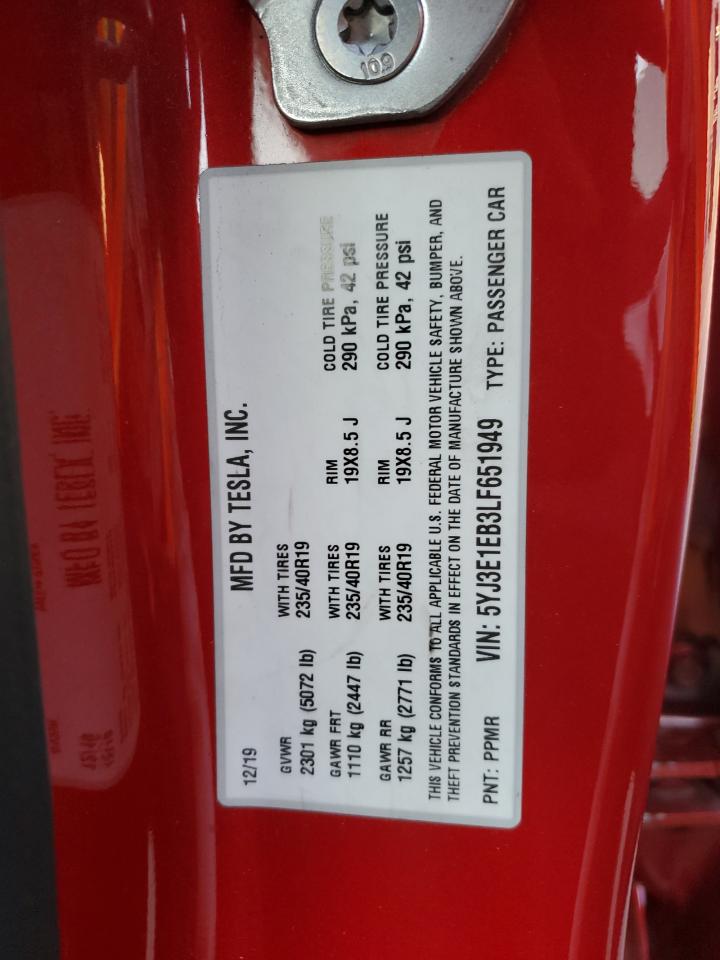 10.9
12/19 MFD BY TESLA, INC.
GVWR WITH TIRES
2301 kg (5072 lb) 235/40R19
GAWR FRT WITH TIRES RIM COLD TIRE PRESSURE
1110 kg (2447 lb) 235/40R19 19X8.5 J 290 kPa, 42 psi
GAWR RR WITH TIRES RIM COLD TIRE PRESSURE
1257 kg (2771 lb) 235/40R19 19X8.5 J 290 kPa, 42 psi
THIS VEHICLE CONFORMS TO ALL APPLICABLE U.S. FEDERAL MOTOR VEHICLE SAFETY, BUMPER, AND
THEFT PREVENTION STANDARDS IN EFFECT ON THE DATE OF MANUFACTURE SHOWN ABOVE.
PNT: PPMR VIN: 5YJ3E1EB3LF651949 TYPE: PASSENGER CAR